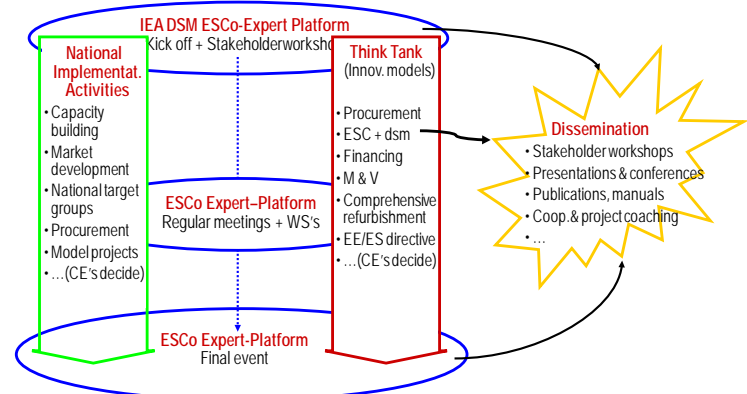 IEA DSM ESCo-Expert Platform
Kick off + Stakeholderworksho
National
Implementat.
Activities
• Capacity
building
• Market
development
• National target
groups
• Procurement
• Model projects
• …(CE's decide)
ESCo Expert–Platform
Regular meetings + WS's
ESCo Expert-Platform
Final event
Think Tank
(Innov. models)
• Procurement
• ESC + dsm
• Financing
• M & V
• Comprehensive
refurbishment
• EE/ES directive
• …(CE's decide)
Dissemination
• Stakeholder workshops
• Presentations & conferences
• Publications, manuals
• Coop. & project coaching
• …